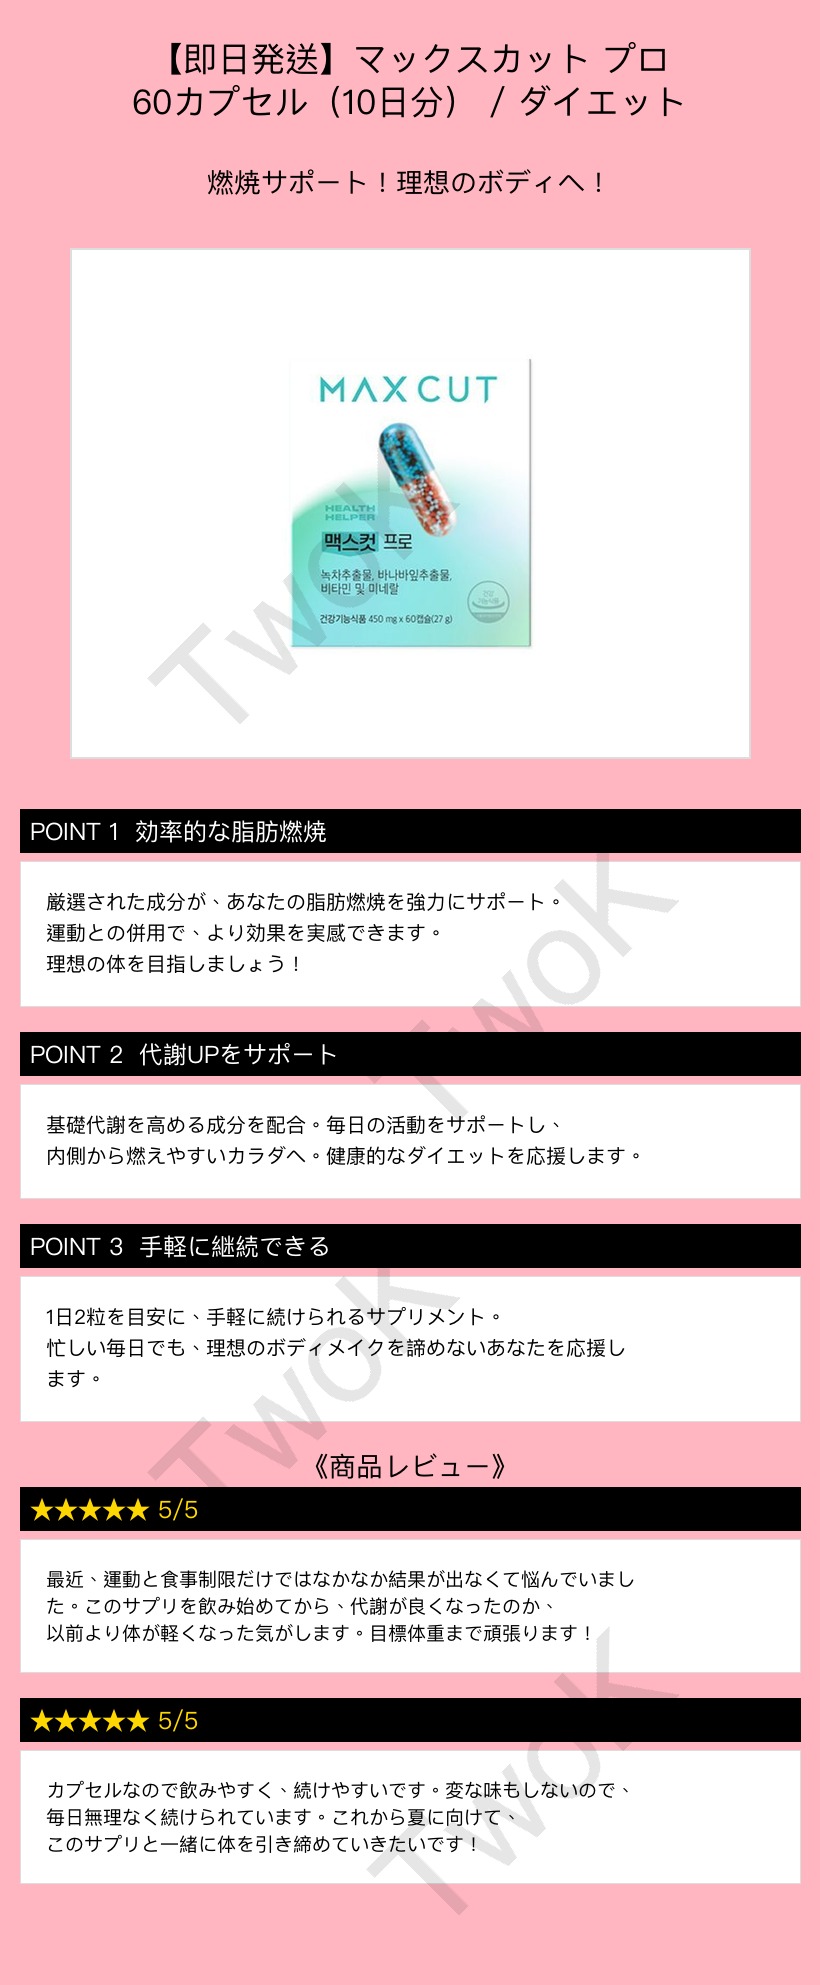 【即日発送】マックスカット プロ
60カプセル（10日分） / ダイエット
燃焼サポート！理想のボディへ！
MAXCUT
HEALTH
HELPER
맥스컷 프로
녹차추출물, 바나바잎추출물,
비타민 및 미네랄
건강
기능식품
건강기능식품 450 mg x 60캡슐(27 g)
TwoK
POINT 1 効率的な脂肪燃焼
厳選された成分が、あなたの脂肪燃焼を強力にサポート。
運動との併用で、より効果を実感できます。
理想の体を目指しましょう！
TwoK
POINT 2 代謝UPをサポート
基礎代謝を高める成分を配合。毎日の活動をサポートし、
内側から燃えやすいカラダへ。健康的なダイエットを応援します。
POINT 3 手軽に継続できる
1日2粒を目安に、手軽に続けられるサプリメント。
忙しい毎日でも、理想のボディメイクを諦めないあなたを応援し
ます。
TwoK
《商品レビュー》
★★★★★ 5/5
最近、運動と食事制限だけではなかなか結果が出なくて悩んでいまし
た。このサプリを飲み始めてから、代謝が良くなったのか、
以前より体が軽くなった気がします。目標体重まで頑張ります！
★★★★★ 5/5
カプセルなので飲みやすく、続けやすいです。変な味もしないので、
毎日無理なく続けられています。これから夏に向けて、
このサプリと一緒に体を引き締めていきたいです！
TwoK